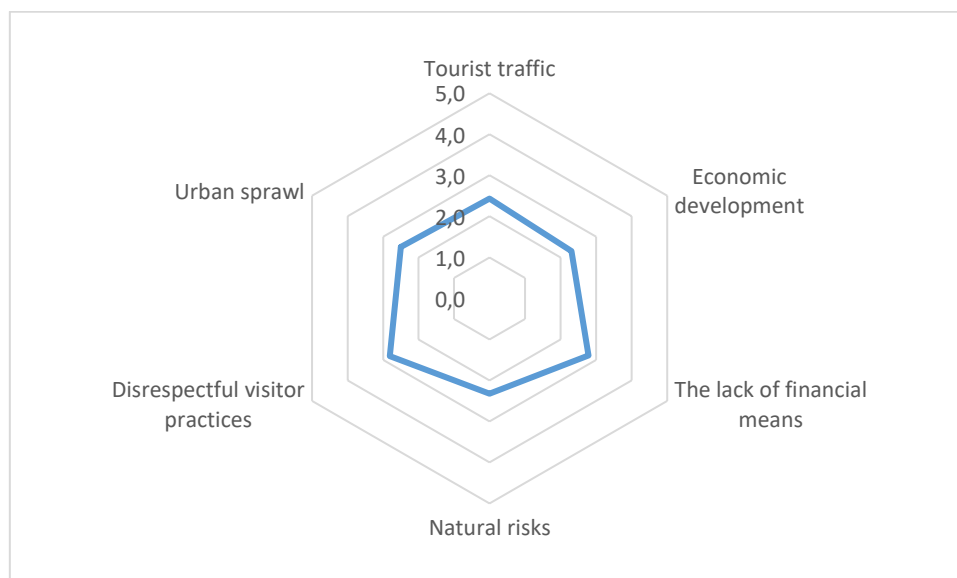 Tourist traffic
5,0
4,0
3,0
2,0
1,0
0,0
Economic
development
The lack of financial
means
Natural risks
Disrespectful visitor
practices
Urban sprawl